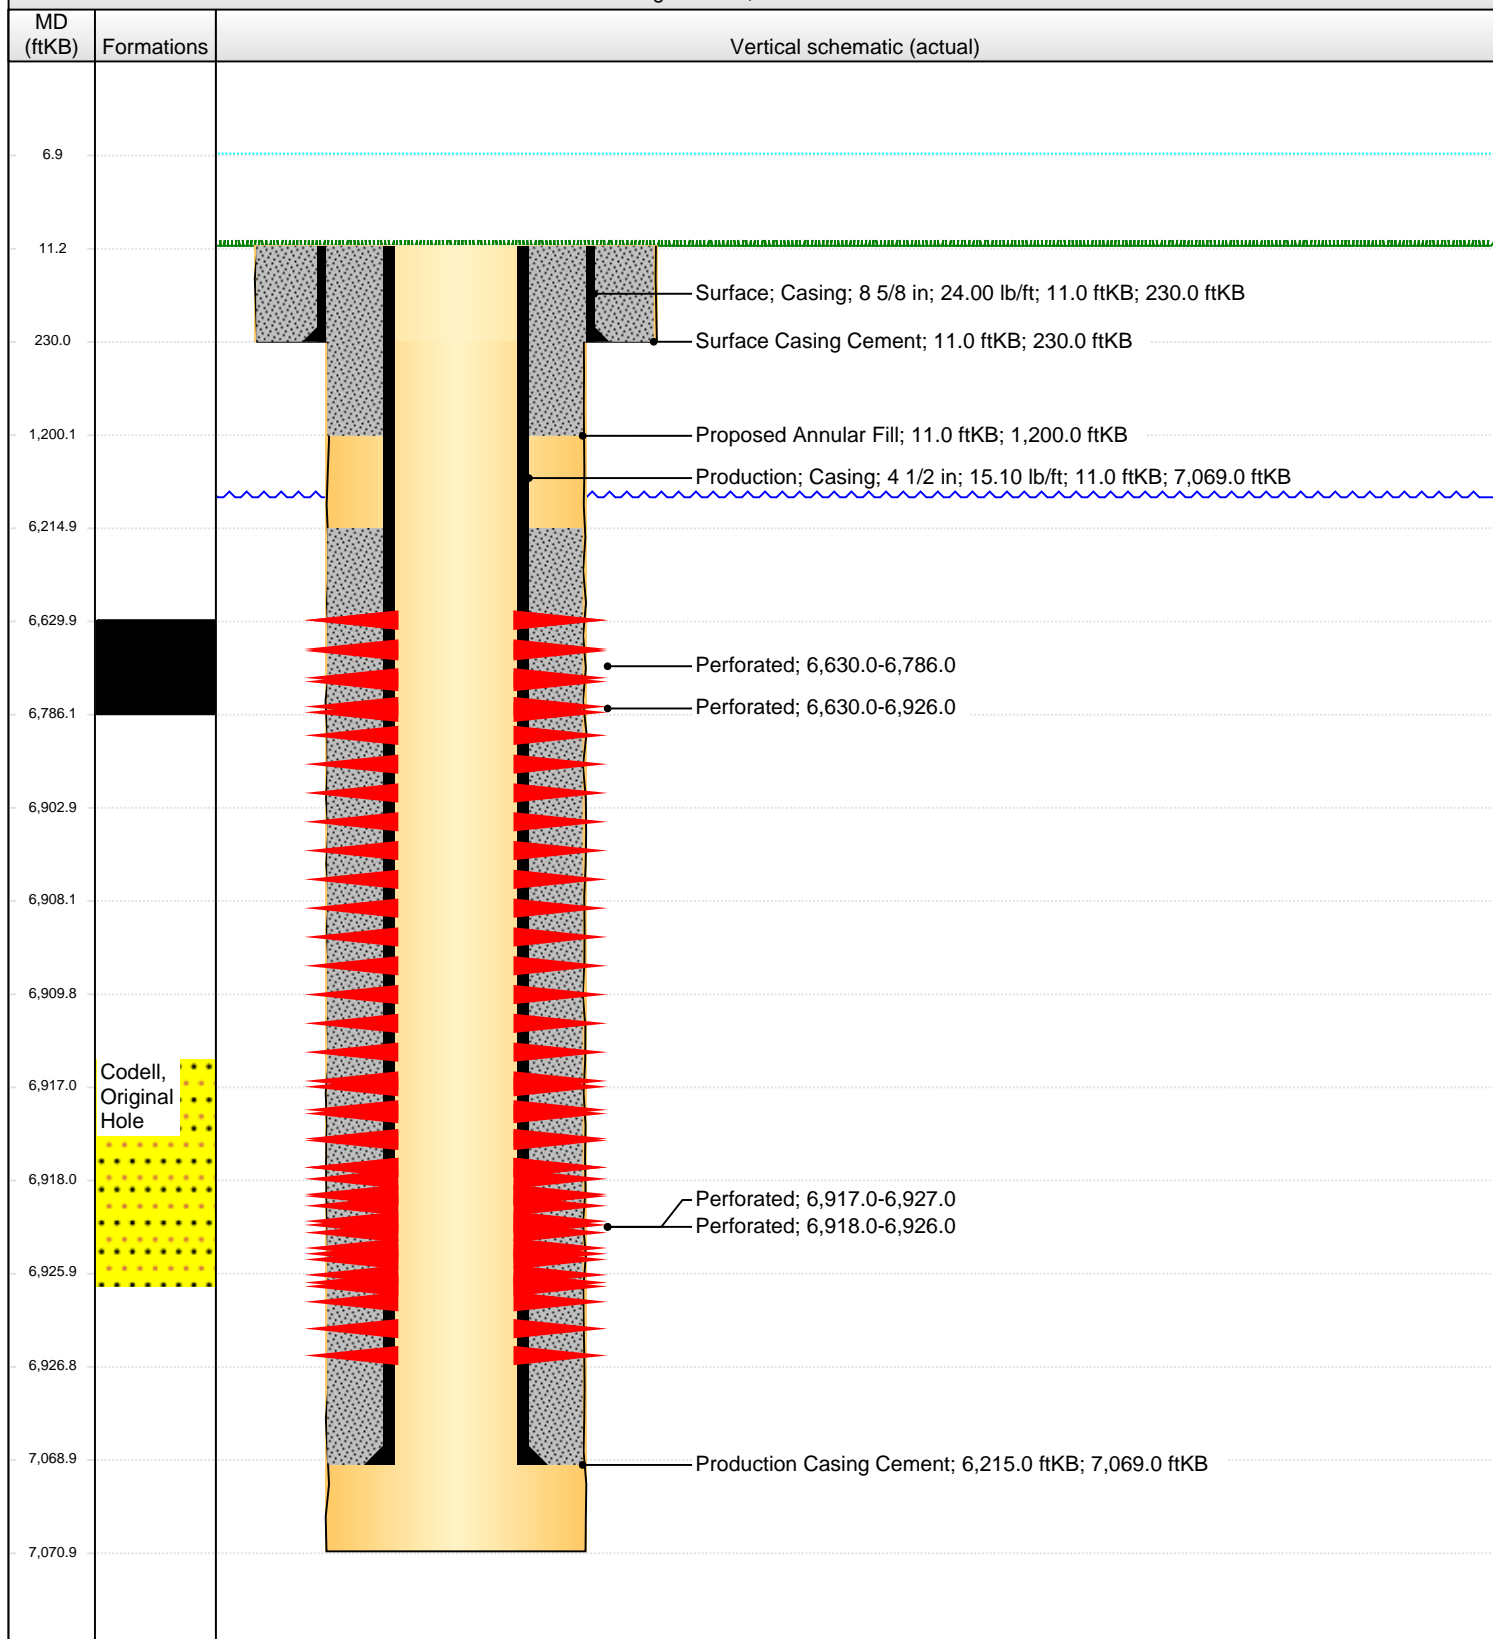 MD
(ftKB)
Formations
Vertical schematic (actual)
6.9
11.2
Surface; Casing; 8 5/8 in; 24.00 lb/ft; 11.0 ftKB; 230.0 ftKB
230.0
Surface Casing Cement; 11.0 ftKB; 230.0 ftKB
1,200.1
Proposed Annular Fill; 11.0 ftKB; 1,200.0 ftKB
Production; Casing; 4 1/2 in; 15.10 lb/ft; 11.0 ftKB; 7,069.0 ftKB
6,214.9
6,629.9
Perforated; 6,630.0-6,786.0
Perforated; 6,630.0-6,926.0
6,786.1
6,902.9
6,908.1
6,909.8
Codell,
Original
Hole
6,917.0
6,918.0
Perforated; 6,917.0-6,927.0
Perforated; 6,918.0-6,926.0
6,925.9
6,926.8
7,068.9
Production Casing Cement; 6,215.0 ftKB; 7,069.0 ftKB
7,070.9